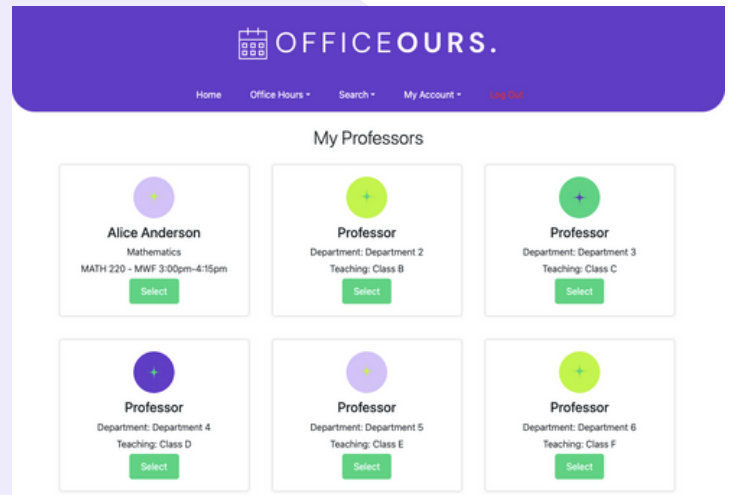 OFFICEOURS.
Home Office Hours Search My Account Log Out
My Professors
Alice Anderson
Mathematics
MATH 220 - MWF 3:00pm-4:15pm
Select
Professor
Department: Department 2
Teaching: Class B
Select
Professor
Department: Department 3
Teaching: Class C
Select
Professor
Department: Department 4
Teaching: Class D
Select
Professor
Department: Department 5
Teaching: Class E
Select
Professor
Department: Department 6
Teaching: Class F
Select